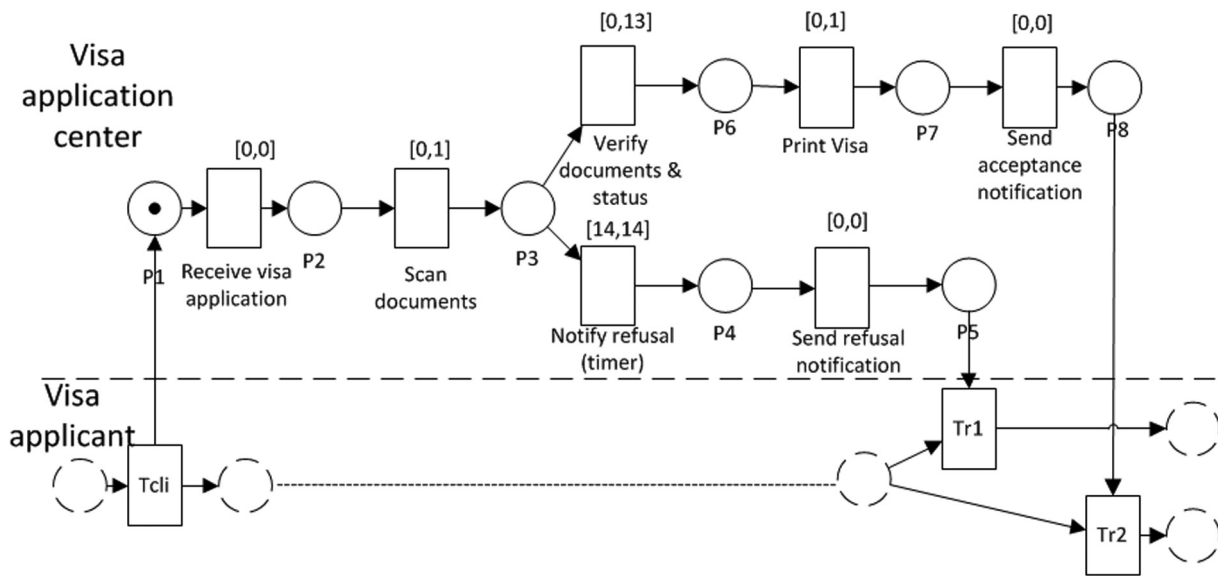 Visa
application
center
[0,13]
[0,1]
[0,0]
P6
P7
P8
Verify
documents &
status
Print Visa
Send
acceptance
notification
[0,0]
[0,1]
P1
P2
P3
Receive visa
application
Scan
documents
[14,14]
[0,0]
P4
P5
Notify refusal
(timer)
Send refusal
notification
Visa
applicant
Tcli
Tr1
Tr2